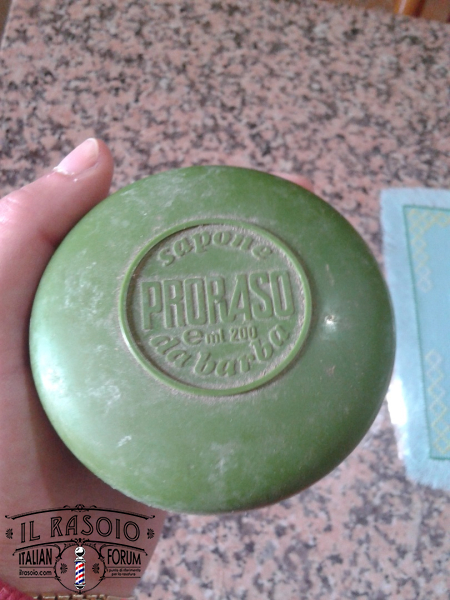 sapone
PRORASO
e ml 200
da barba
IL RASOIO
ITALIAN FORUM
ilrasoio.com